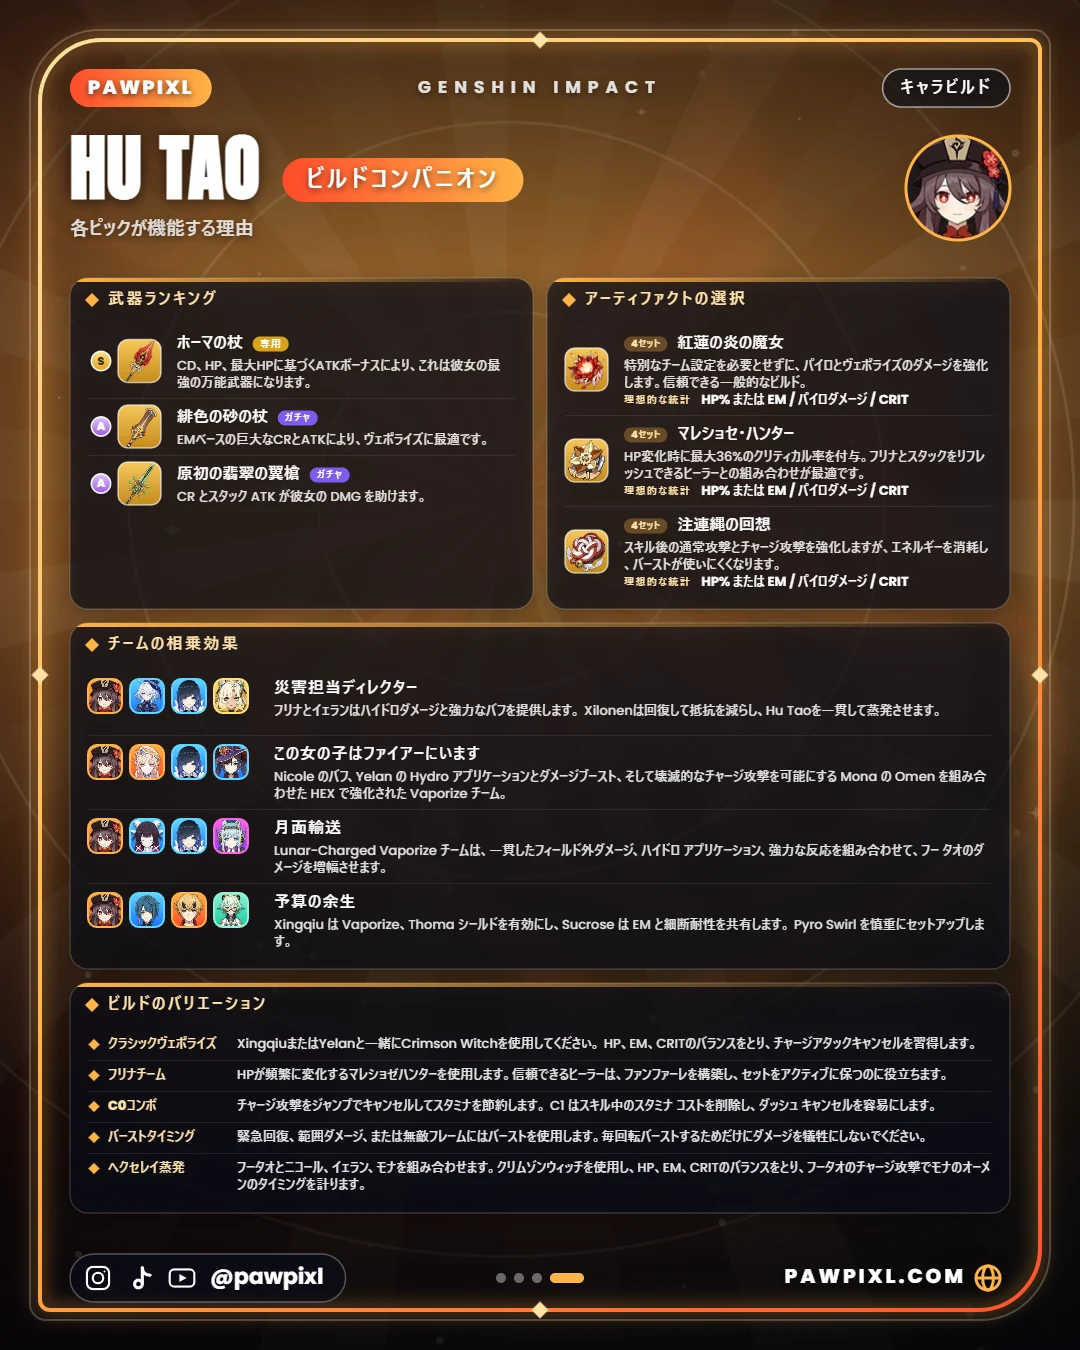 PAWPIXL
GENSHIN IMPACT
キャラビルド
HU TAO
ビルドコンパニオン
各ピックが機能する理由
武器ランキング
S
ホーマの杖 専用
CD、HP、最大HPに基づくATKボーナスにより、これは彼女の最
強の万能武器になります。
A
緋色の砂の杖 ガチャ
EMベースの巨大なCRとATKにより、ヴェポライズに最適です。
A
原初の翡翠の翼槍 ガチャ
CR とスタック ATK が彼女の DMG を助けます。
アーティファクトの選択
4セット 紅蓮の炎の魔女
特別なチーム設定を必要とせずに、パイロとヴェポライズのダメージを強化
します。信頼できる一般的なビルド。
理想的な統計 HP% または EM / パイロダメージ / CRIT
4セット マレショセ・ハンター
HP変化時に最大36%のクリティカル率を付与。フリナとスタックをリフレ
ッシュできるヒーラーとの組み合わせが最適です。
理想的な統計 HP% または EM / パイロダメージ / CRIT
4セット 注連縄の回想
スキル後の通常攻撃とチャージ攻撃を強化しますが、エネルギーを消耗し
、バーストが使いにくくなります。
理想的な統計 HP% または EM / パイロダメージ / CRIT
チームの相乗効果
災害担当ディレクター
フリナとイェランはハイドロダメージと強力なバフを提供します。Xilonenは回復して抵抗を減らし、Hu Taoを一貫して蒸発させます。
この女の子はファイアーにいます
Nicole のバフ、Yelan の Hydro アプリケーションとダメージブースト、そして壊滅的なチャージ攻撃を可能にする Mona の Omen を組み合
わせた HEX で強化された Vaporize チーム。
月面輸送
Lunar-Charged Vaporize チームは、一貫したフィールド外ダメージ、ハイドロ アプリケーション、強力な反応を組み合わせて、フー タオのダ
メージを増幅させます。
予算の余生
Xingqiu は Vaporize、Thoma シールドを有効にし、Sucrose は EM と細断耐性を共有します。Pyro Swirl を慎重にセットアップしま
す。
ビルドのバリエーション
クラシックヴェポライズ XingqiuまたはYelanと一緒にCrimson Witchを使用してください。HP、EM、CRITのバランスをとり、チャージアタックキャンセルを習得します。
フリナチーム HPが頻繁に変化するマレショゼハンターを使用します。信頼できるヒーラーは、ファンファーレを構築し、セットをアクティブに保つのに役立ちます。
C0コンボ チャージ攻撃をジャンプでキャンセルしてスタミナを節約します。C1 はスキル中のスタミナ コストを削除し、ダッシュ キャンセルを容易にします。
バーストタイミング 緊急回復、範囲ダメージ、または無敵フレームにはバーストを使用します。毎回転バーストするためだけにダメージを犠牲にしないでください。
ヘクセレイ蒸発 フータオとニコール、イェラン、モナを組み合わせます。クリムゾンウィッチを使用し、HP、EM、CRITのバランスをとり、フータオのチャージ攻撃でモナのオーメ
ンのタイミングを計ります。
@pawpixl
PAWPIXL.COM